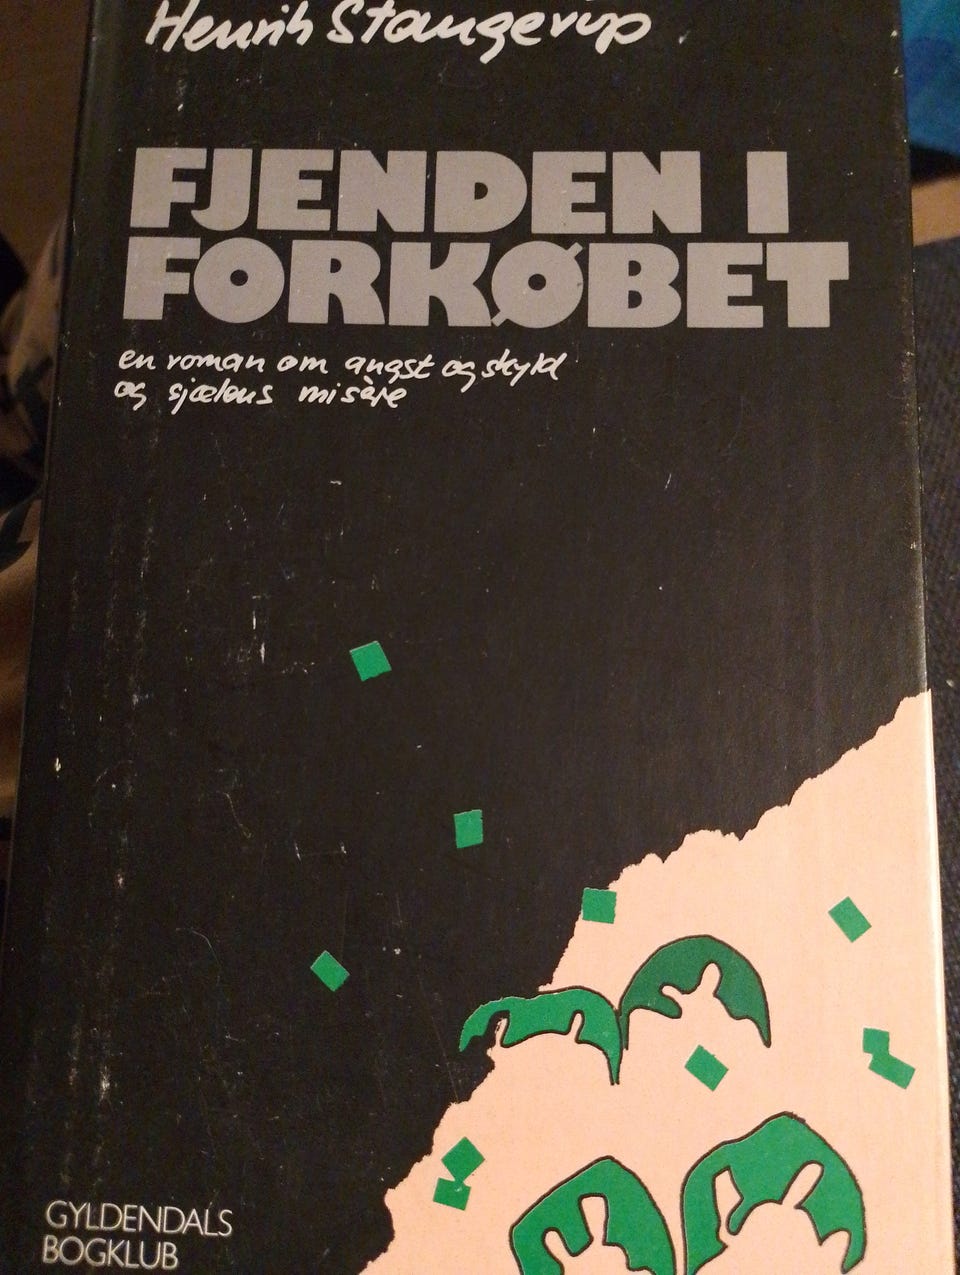 Henrik Stangerup
FJENDEN I
FORKØBET
en roman om angst og skyld
og sjælens misère
GYLDENDALS
BOGKLUB